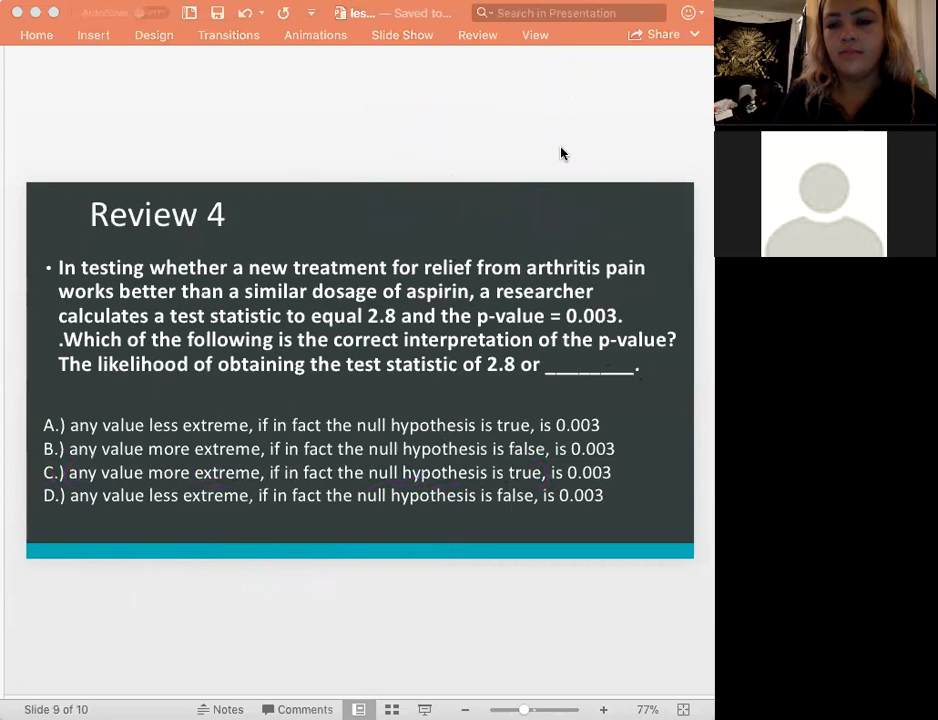 AutoSave
les... — Saved to...
Search in Presentation
Home Insert Design Transitions Animations Slide Show Review View Share
Review 4
• In testing whether a new treatment for relief from arthritis pain
works better than a similar dosage of aspirin, a researcher
calculates a test statistic to equal 2.8 and the p-value = 0.003.
.Which of the following is the correct interpretation of the p-value?
The likelihood of obtaining the test statistic of 2.8 or ________.
A.) any value less extreme, if in fact the null hypothesis is true, is 0.003
B.) any value more extreme, if in fact the null hypothesis is false, is 0.003
C.) any value more extreme, if in fact the null hypothesis is true, is 0.003
D.) any value less extreme, if in fact the null hypothesis is false, is 0.003
Slide 9 of 10 Notes Comments 77%